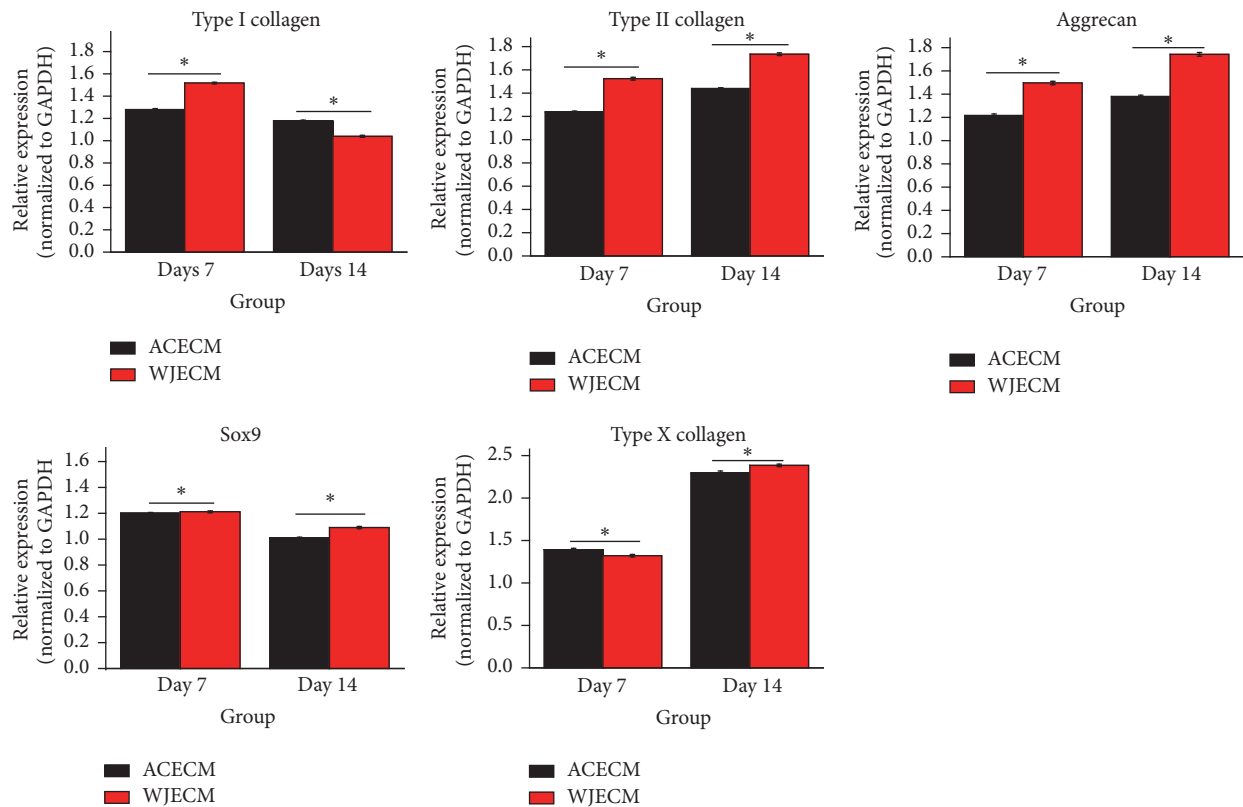 Type I collagen
Relative expression
(normalized to GAPDH)
1.8
1.6
1.4
1.2
1.0
0.8
0.6
0.4
0.2
0.0
*
*
Days 7
Days 14
Group
ACECM
WJECM
Type II collagen
Relative expression
(normalized to GAPDH)
1.8
1.6
1.4
1.2
1.0
0.8
0.6
0.4
0.2
0.0
*
*
Day 7
Day 14
Group
ACECM
WJECM
Aggrecan
Relative expression
(normalized to GAPDH)
1.8
1.6
1.4
1.2
1.0
0.8
0.6
0.4
0.2
0.0
*
*
Day 7
Day 14
Group
ACECM
WJECM
Sox9
Relative expression
(normalized to GAPDH
1.6
1.4
1.2
1.0
0.8
0.6
0.4
0.2
0.0
*
*
Day 7
Day 14
Group
ACECM
WJECM
Type X collagen
Relative expression
(normalized to GAPDH)
2.5
2.0
1.5
1.0
0.5
0.0
*
*
Day 7
Day 14
Group
ACECM
WJECM